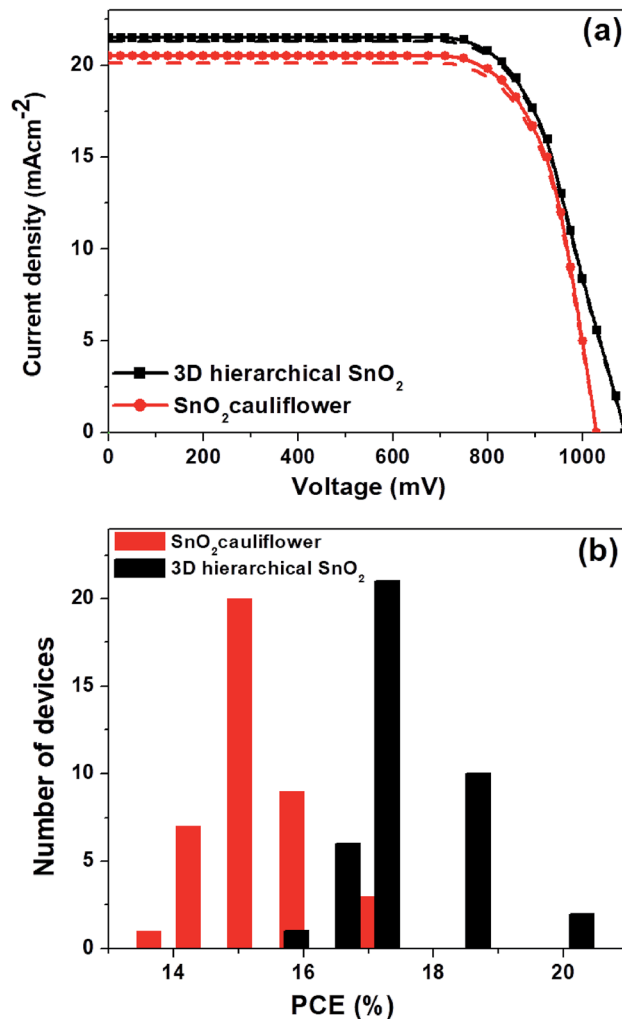 (a)
20
15
10
5
0
Current density (mAcm⁻²)
3D hierarchical SnO₂
SnO₂cauliflower
0 200 400 600 800 1000
Voltage (mV)
(b)
SnO₂cauliflower
3D hierarchical SnO₂
20
15
10
5
0
Number of devices
14 16 18 20
PCE (%)